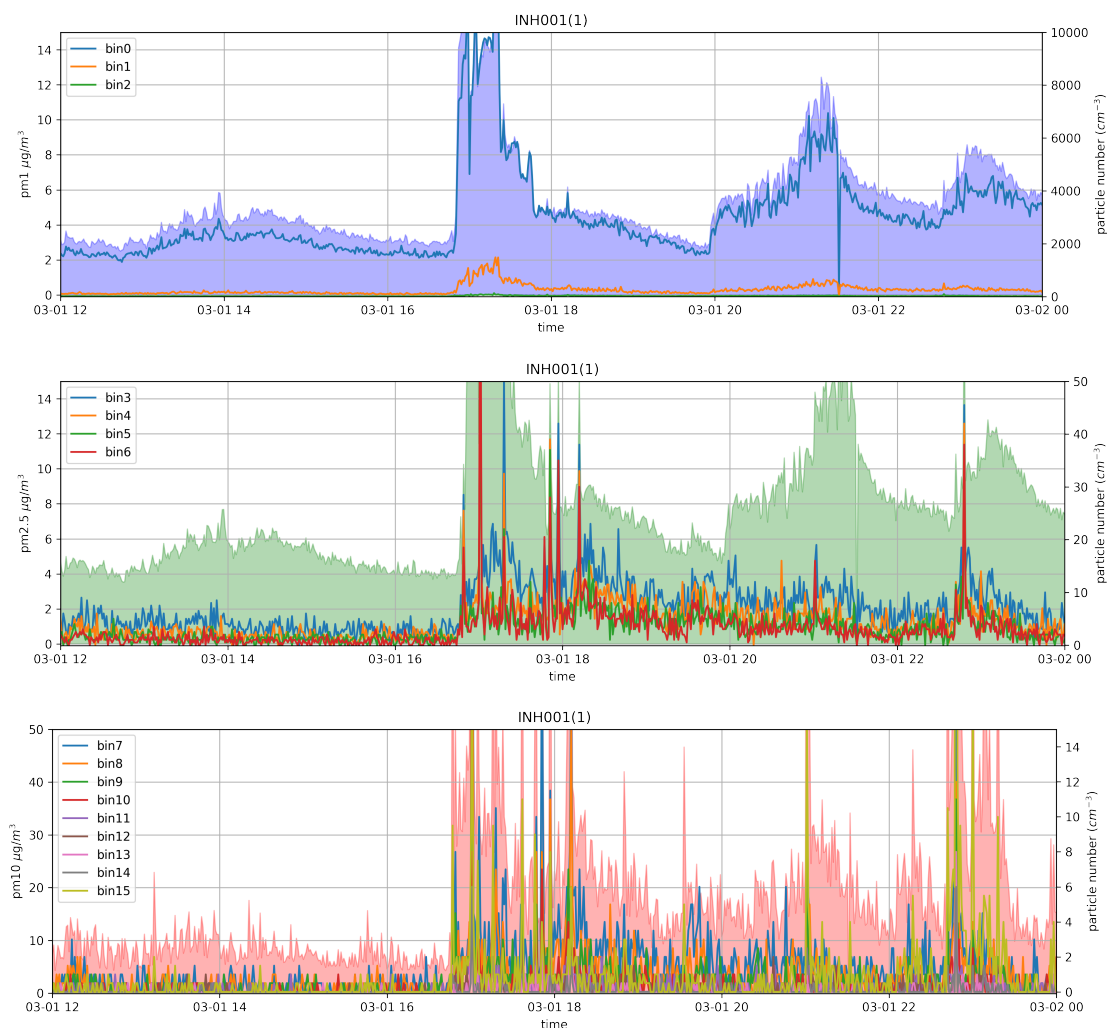 INH001(1)
bin0
bin1
bin2
14
12
10
8
6
4
2
0
pm1 μg/m³
10000
8000
6000
4000
2000
0
particle number (cm⁻³)
03-01 12
03-01 14
03-01 16
03-01 18
03-01 20
03-01 22
03-02 00
time
INH001(1)
bin3
bin4
bin5
bin6
14
12
10
8
6
4
2
0
pm2.5 μg/m³
50
40
30
20
10
0
particle number (cm⁻³)
03-01 12
03-01 14
03-01 16
03-01 18
03-01 20
03-01 22
03-02 00
time
INH001(1)
bin7
bin8
bin9
bin10
bin11
bin12
bin13
bin14
bin15
50
40
30
20
10
0
pm10 μg/m³
14
12
10
8
6
4
2
0
particle number (cm⁻³)
03-01 12
03-01 14
03-01 16
03-01 18
03-01 20
03-01 22
03-02 00
time